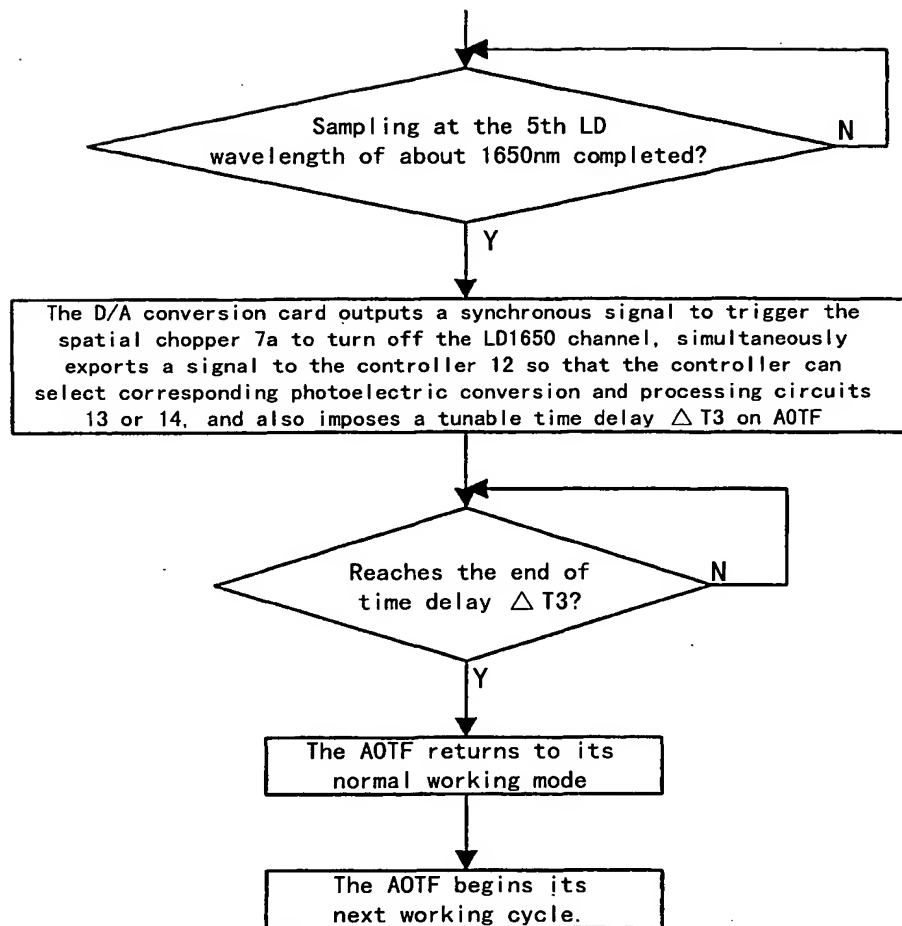 Sampling at the 5th LD
wavelength of about 1650nm completed?
N
Y
The D/A conversion card outputs a synchronous signal to trigger the
spatial chopper 7a to turn off the LD1650 channel, simultaneously
exports a signal to the controller 12 so that the controller can
select corresponding photoelectric conversion and processing circuits
13 or 14, and also imposes a tunable time delay △ T3 on AOTF
Reaches the end of
time delay △ T3?
N
Y
The AOTF returns to its
normal working mode
The AOTF begins its
next working cycle.